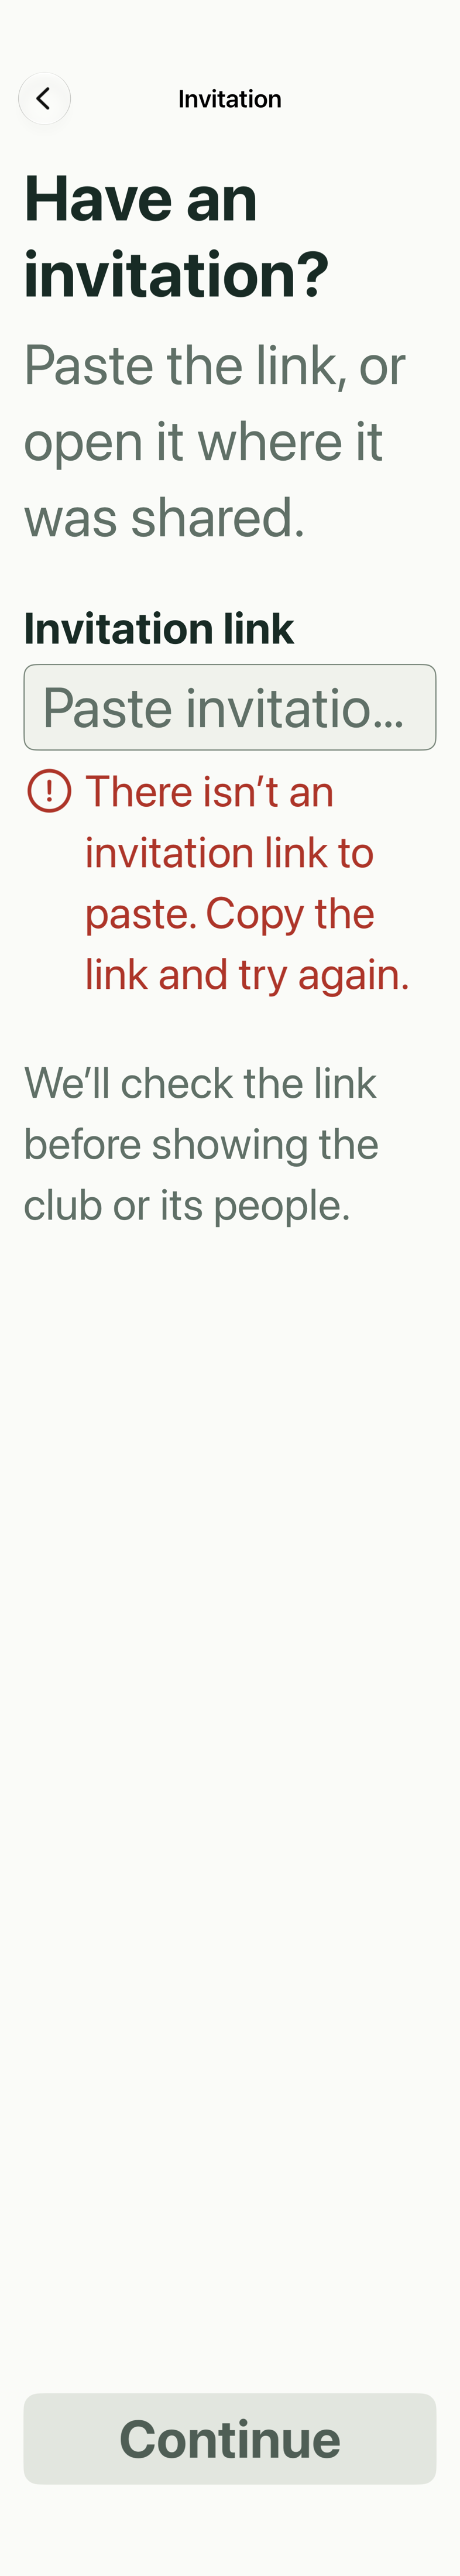 Invitation
Have an
invitation?
Paste the link, or
open it where it
was shared.
Invitation link
Paste invitatio...
There isn’t an
invitation link to
paste. Copy the
link and try again.
We’ll check the link
before showing the
club or its people.
Continue